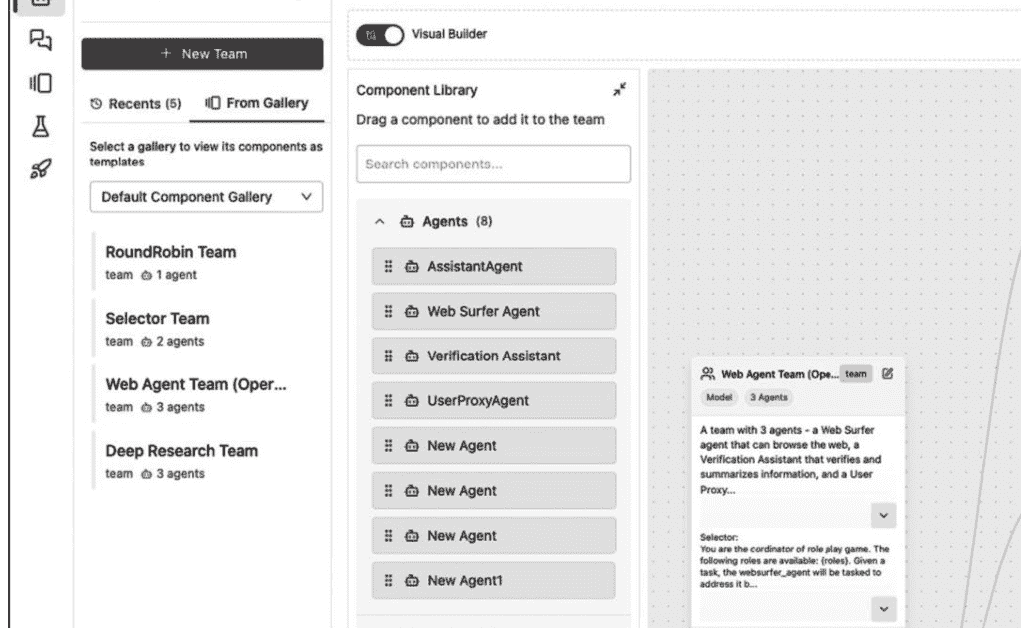 New Team
Recents (5)
From Gallery
Select a gallery to view its components as
templates
Default Component Gallery
RoundRobin Team
team 1 agent
Selector Team
team 2 agents
Web Agent Team (Oper...
team 3 agents
Deep Research Team
team 3 agents
Visual Builder
Component Library
Drag a component to add it to the team
Search components...
Agents (8)
AssistantAgent
Web Surfer Agent
Verification Assistant
UserProxyAgent
New Agent
New Agent
New Agent
New Agent1
Web Agent Team (Ope... team
Model 3 Agents
A team with 3 agents - a Web Surfer
agent that can browse the web, a
Verification Assistant that verifies and
summarizes information, and a User
Proxy...
Selector:
You are the cordinator of role play game. The
following roles are available: {roles}. Given a
task, the websurfer_agent will be tasked to
address it b...